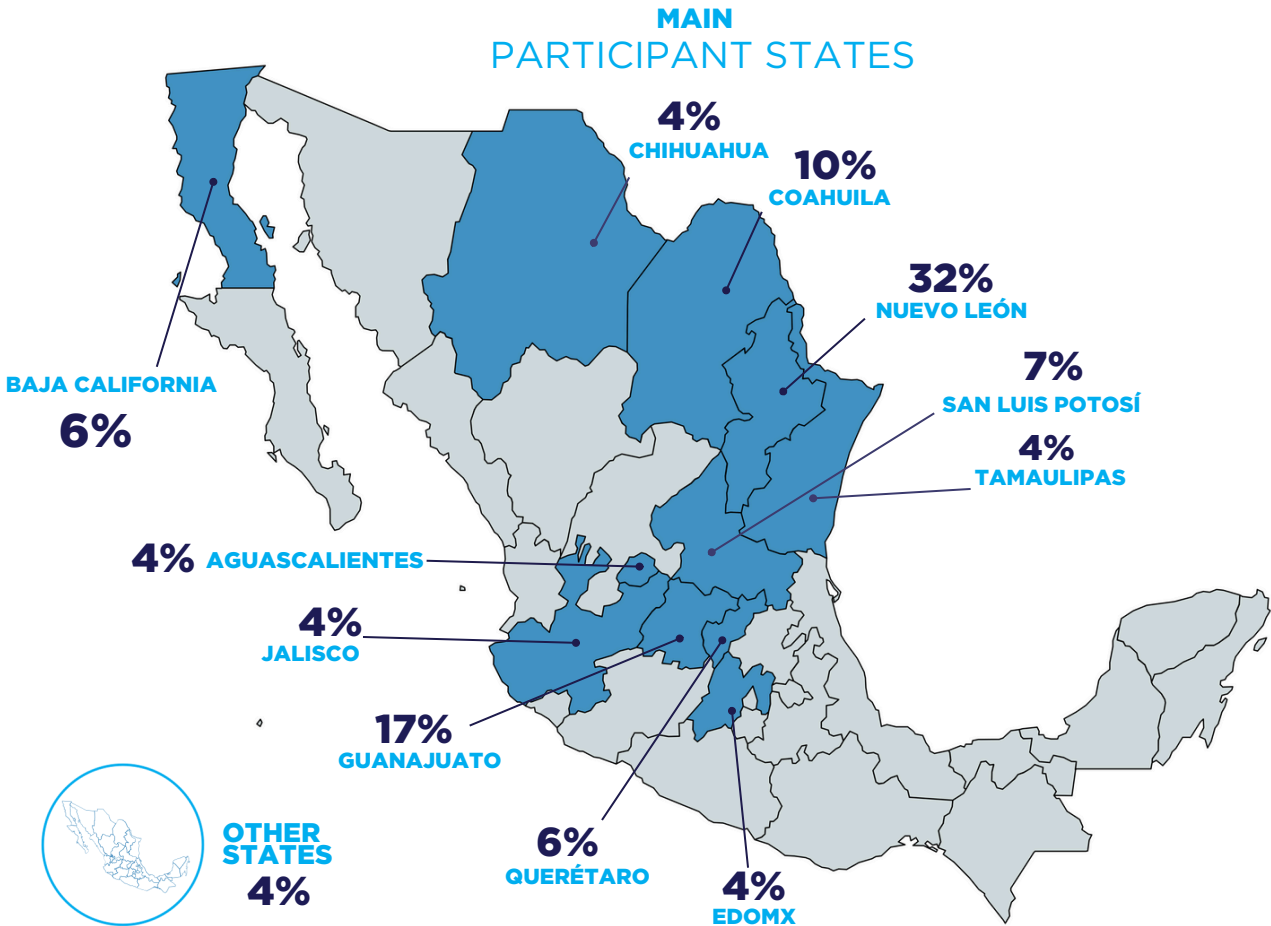 MAIN
PARTICIPANT STATES
4%
CHIHUAHUA
10%
COAHUILA
32%
NUEVO LEÓN
7%
SAN LUIS POTOSÍ
4%
TAMAULIPAS
BAJA CALIFORNIA
6%
4% AGUASCALIENTES
4%
JALISCO
17%
GUANAJUATO
6%
QUERÉTARO
4%
EDOMX
OTHER
STATES
4%